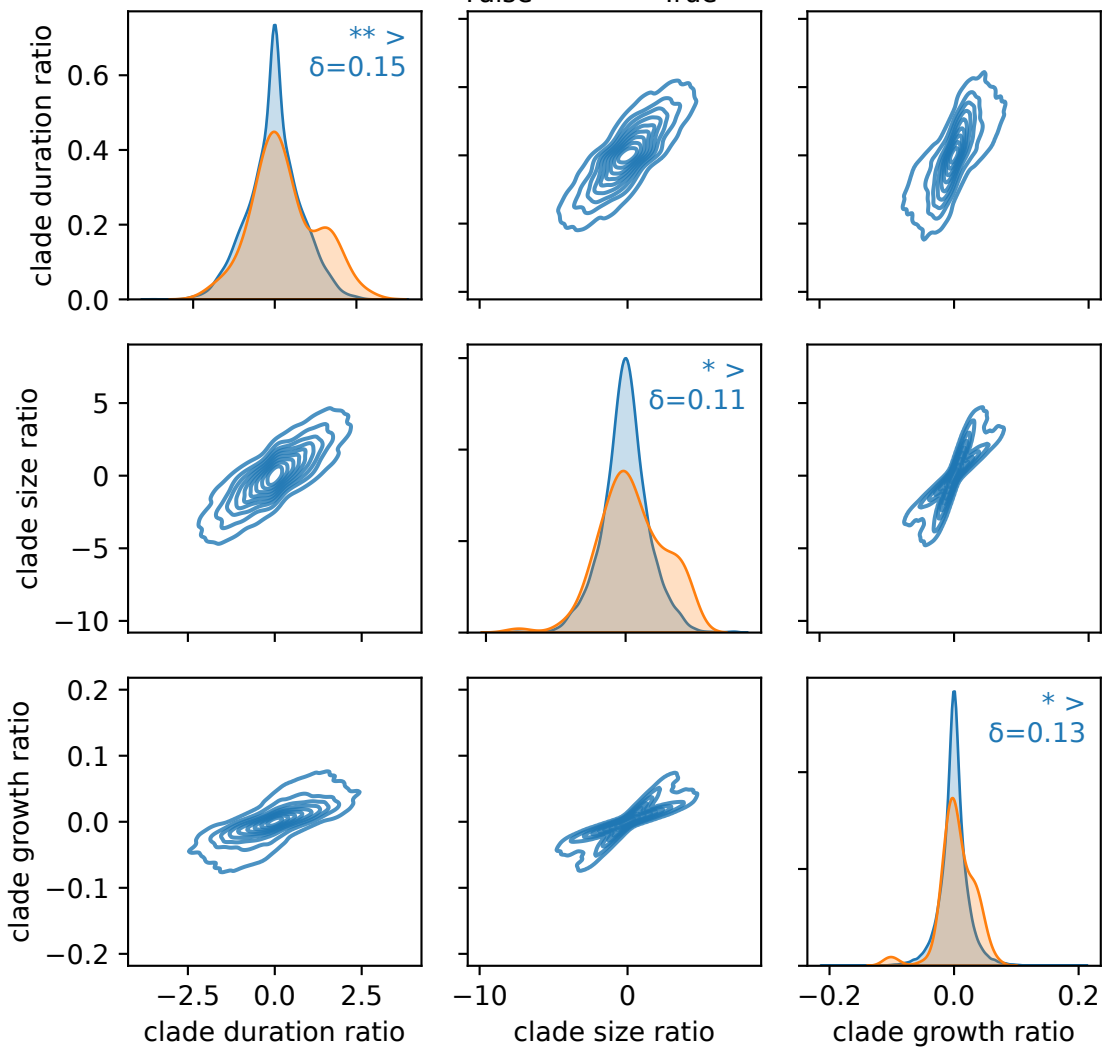 False True
clade duration ratio
0.6
0.4
0.2
0.0
** >
δ=0.15
clade size ratio
5
0
−5
−10
* >
δ=0.11
clade growth ratio
0.2
0.1
0.0
−0.1
−0.2
* >
δ=0.13
−2.5 0.0 2.5
−10 0
−0.2 0.0 0.2
clade duration ratio
clade size ratio
clade growth ratio